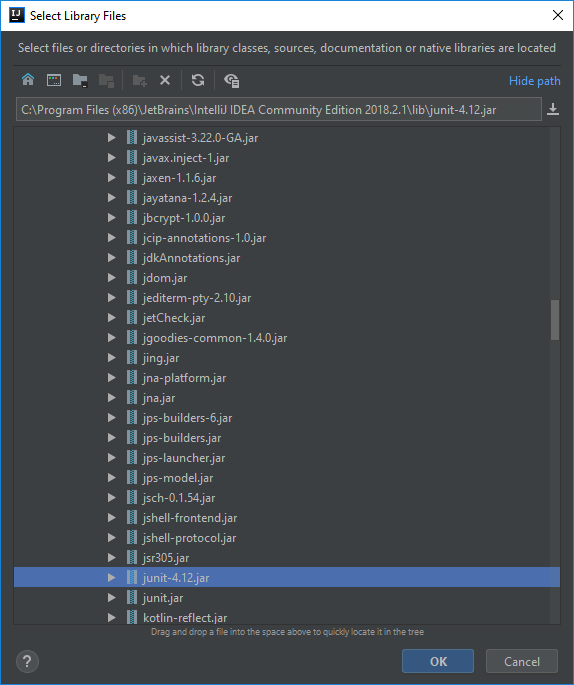 IJ
Select Library Files
Select files or directories in which library classes, sources, documentation or native libraries are located
Hide path
C:\Program Files (x86)\JetBrains\IntelliJ IDEA Community Edition 2018.2.1\lib\junit-4.12.jar
javassist-3.22.0-GA.jar
javax.inject-1.jar
jaxen-1.1.6.jar
jayatana-1.2.4.jar
jbcrypt-1.0.0.jar
jcip-annotations-1.0.jar
jdkAnnotations.jar
jdom.jar
jediterm-pty-2.10.jar
jetCheck.jar
jgoodies-common-1.4.0.jar
jing.jar
jna-platform.jar
jna.jar
jps-builders-6.jar
jps-builders.jar
jps-launcher.jar
jps-model.jar
jsch-0.1.54.jar
jshell-frontend.jar
jshell-protocol.jar
jsr305.jar
junit-4.12.jar
junit.jar
kotlin-reflect.jar
Drag and drop a file into the space above to quickly locate it in the tree
?
OK
Cancel